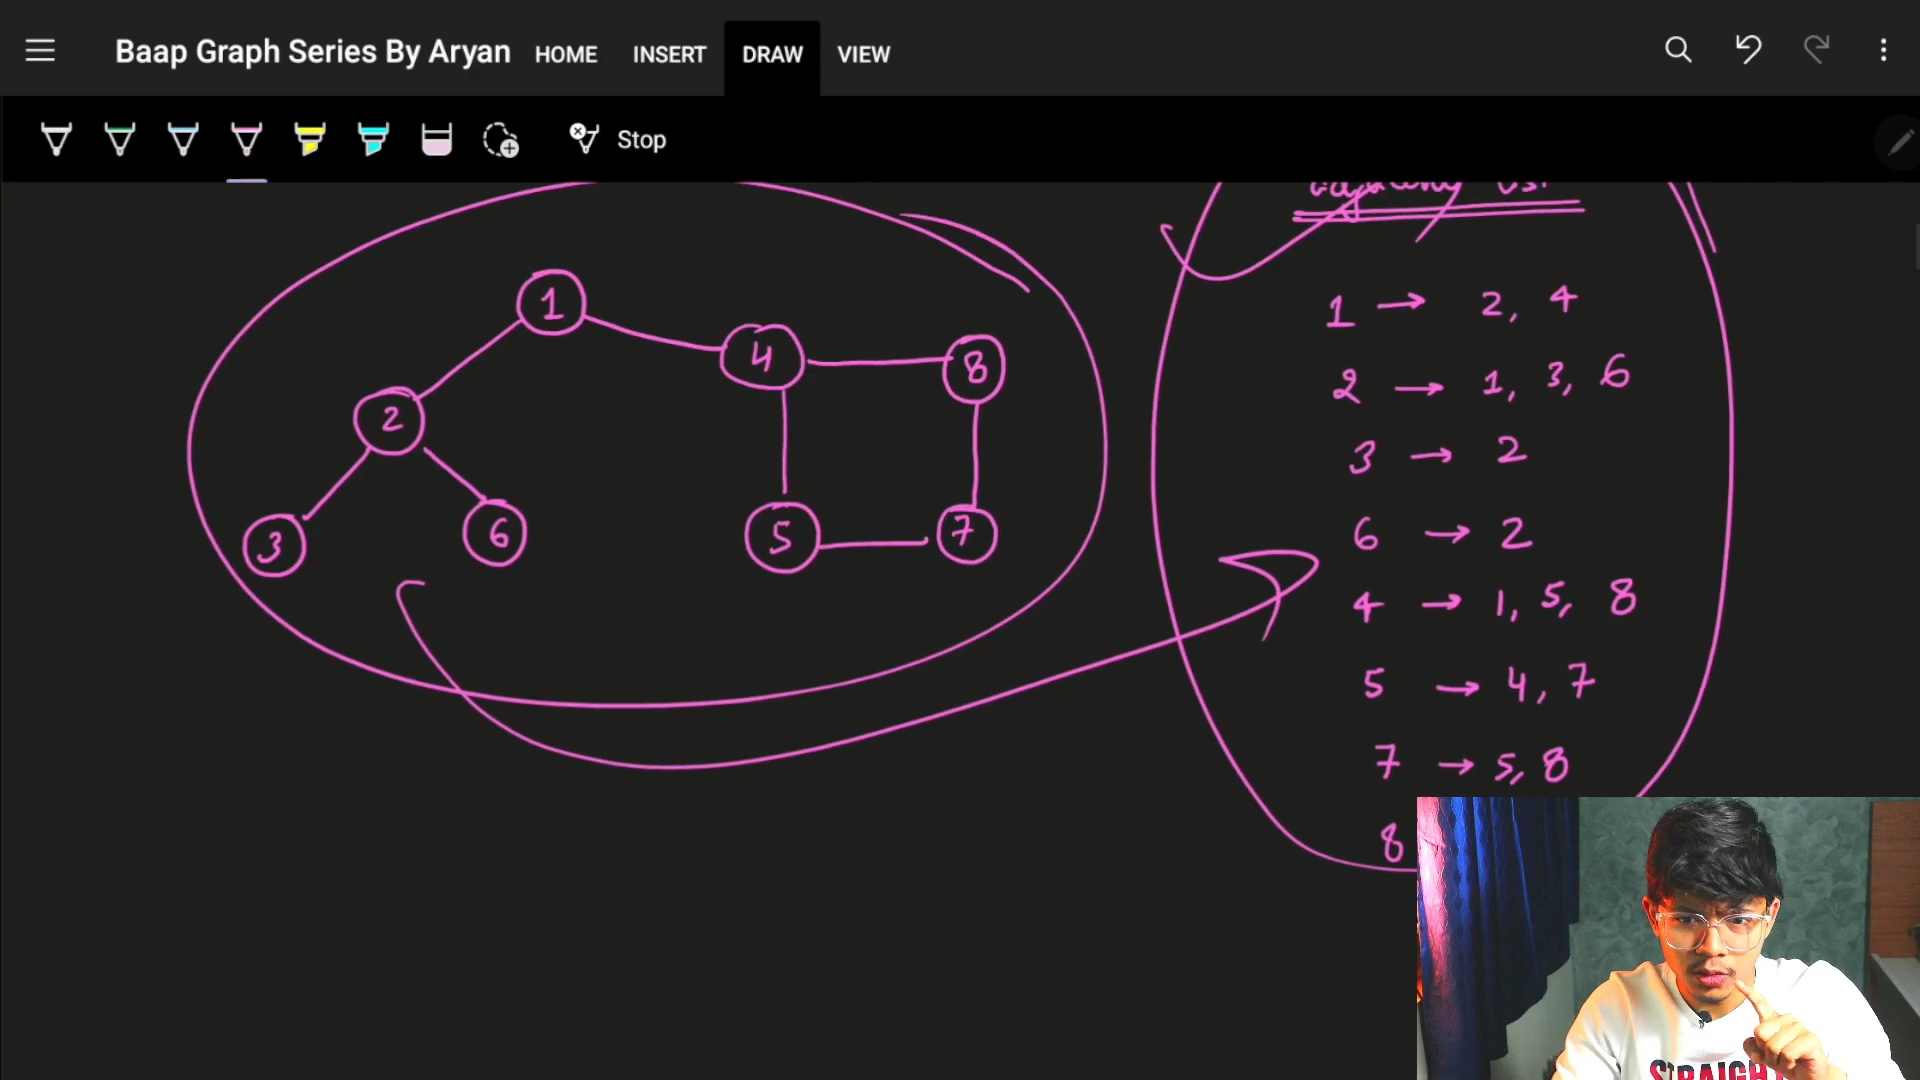 Baap Graph Series By Aryan HOME INSERT DRAW VIEW
Stop
1
4
8
2
3
6
5
7
1 → 2, 4
2 → 1, 3, 6
3 → 2
6 → 2
4 → 1, 5, 8
5 → 4, 7
7 → 5, 8
8